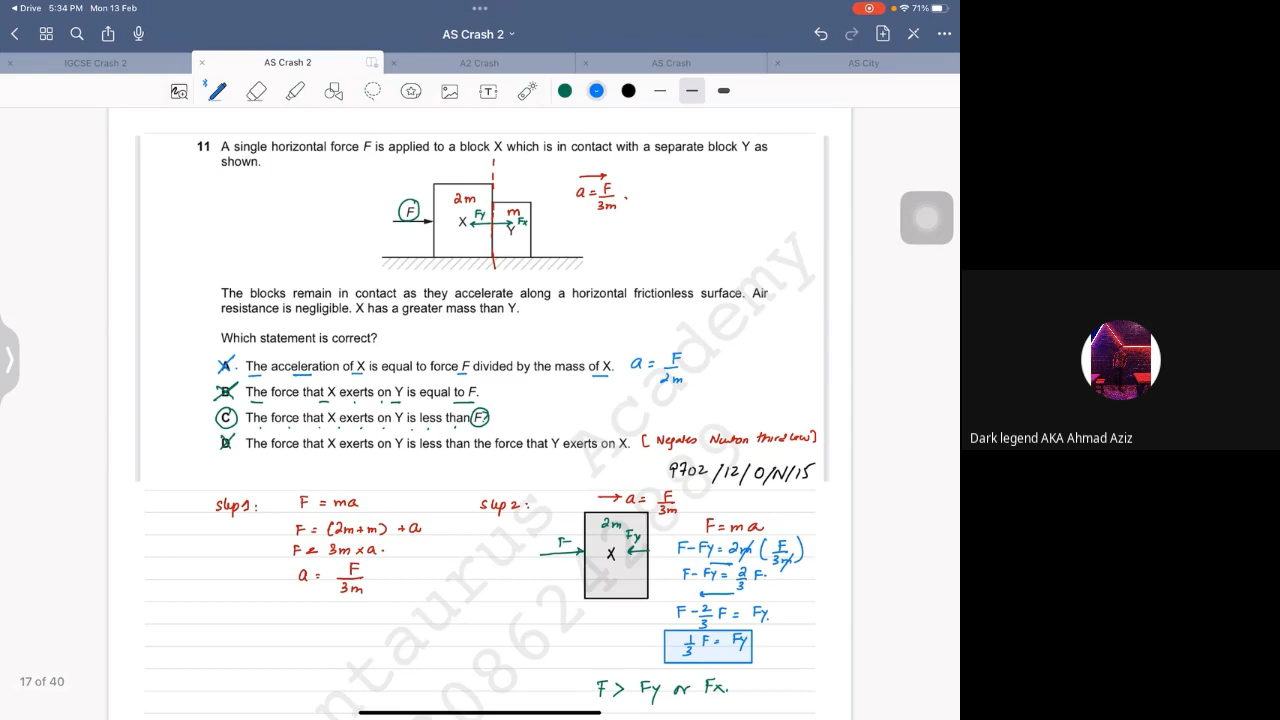 Drive 5:34 PM Mon 13 Feb
71%
AS Crash 2
IGCSE Crash 2
AS Crash 2
A2 Crash
AS Crash
AS City
11 A single horizontal force F is applied to a block X which is in contact with a separate block Y as
shown.
a = F/3m
F
2m
m
Fy
Fx
X
Y
The blocks remain in contact as they accelerate along a horizontal frictionless surface. Air
resistance is negligible. X has a greater mass than Y.
Which statement is correct?
A The acceleration of X is equal to force F divided by the mass of X. a = F/2m
B The force that X exerts on Y is equal to F.
C The force that X exerts on Y is less than F.
D The force that X exerts on Y is less than the force that Y exerts on X. [Negates Newton third law]
9702/12/O/N/15
step1: F = ma
F = (2m+m) + a
F = 3m × a.
a = F/3m
step2: → a = F/3m
2m
F
Fy
X
F = ma
F-Fy = 2m (F/3m)
F-Fy = 2/3 F.
F - 2/3 F = Fy.
1/3 F = Fy
F > Fy or Fx.
17 of 40
Dark legend AKA Ahmad Aziz
ntaurus Academy
086242889